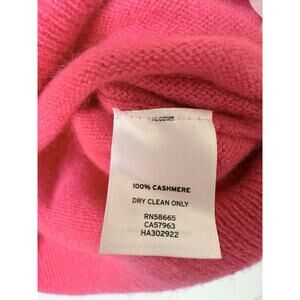 100% CASHMERE
DRY CLEAN ONLY
RN58665
CA57963
HA302922